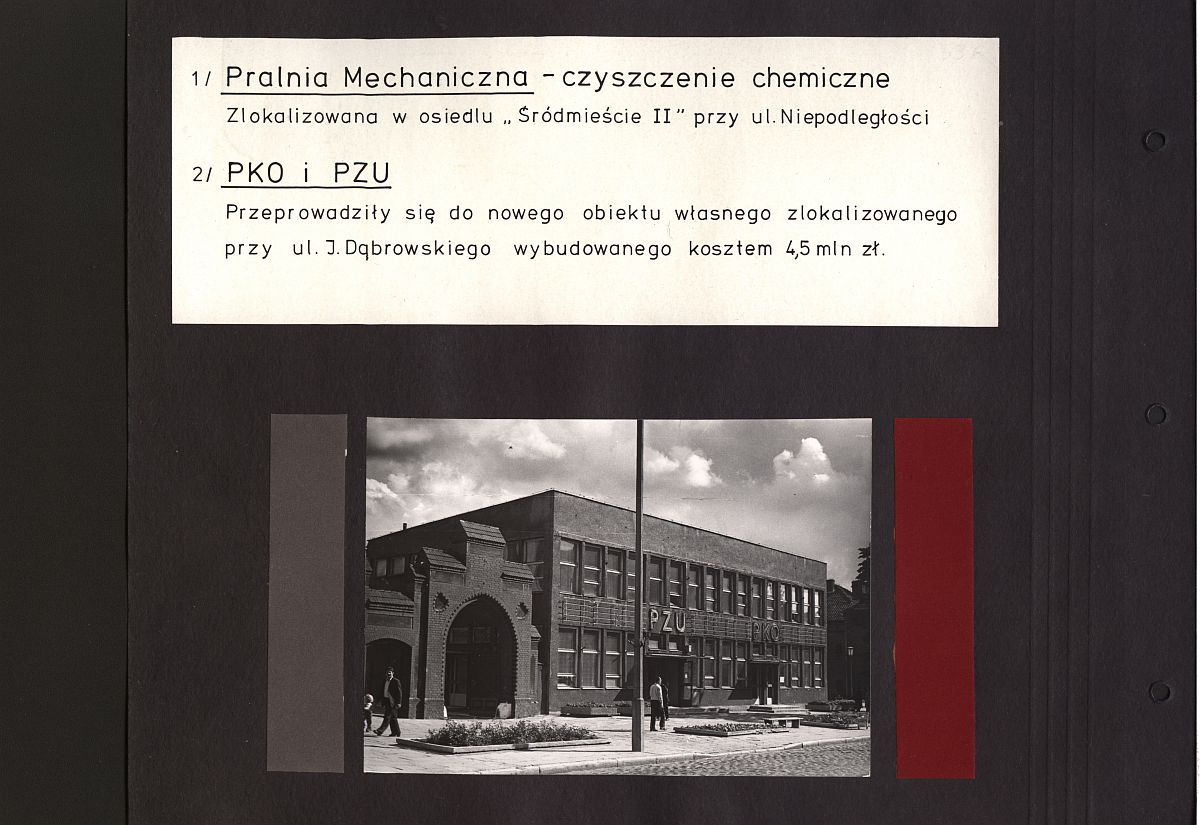 1/ Pralnia Mechaniczna - czyszczenie chemiczne
Zlokalizowana w osiedlu „Śródmieście II” przy ul. Niepodległości
2/ PKO i PZU
Przeprowadziły się do nowego obiektu własnego zlokalizowanego
przy ul. J. Dąbrowskiego wybudowanego kosztem 4,5 mln zł.
PZU PKO